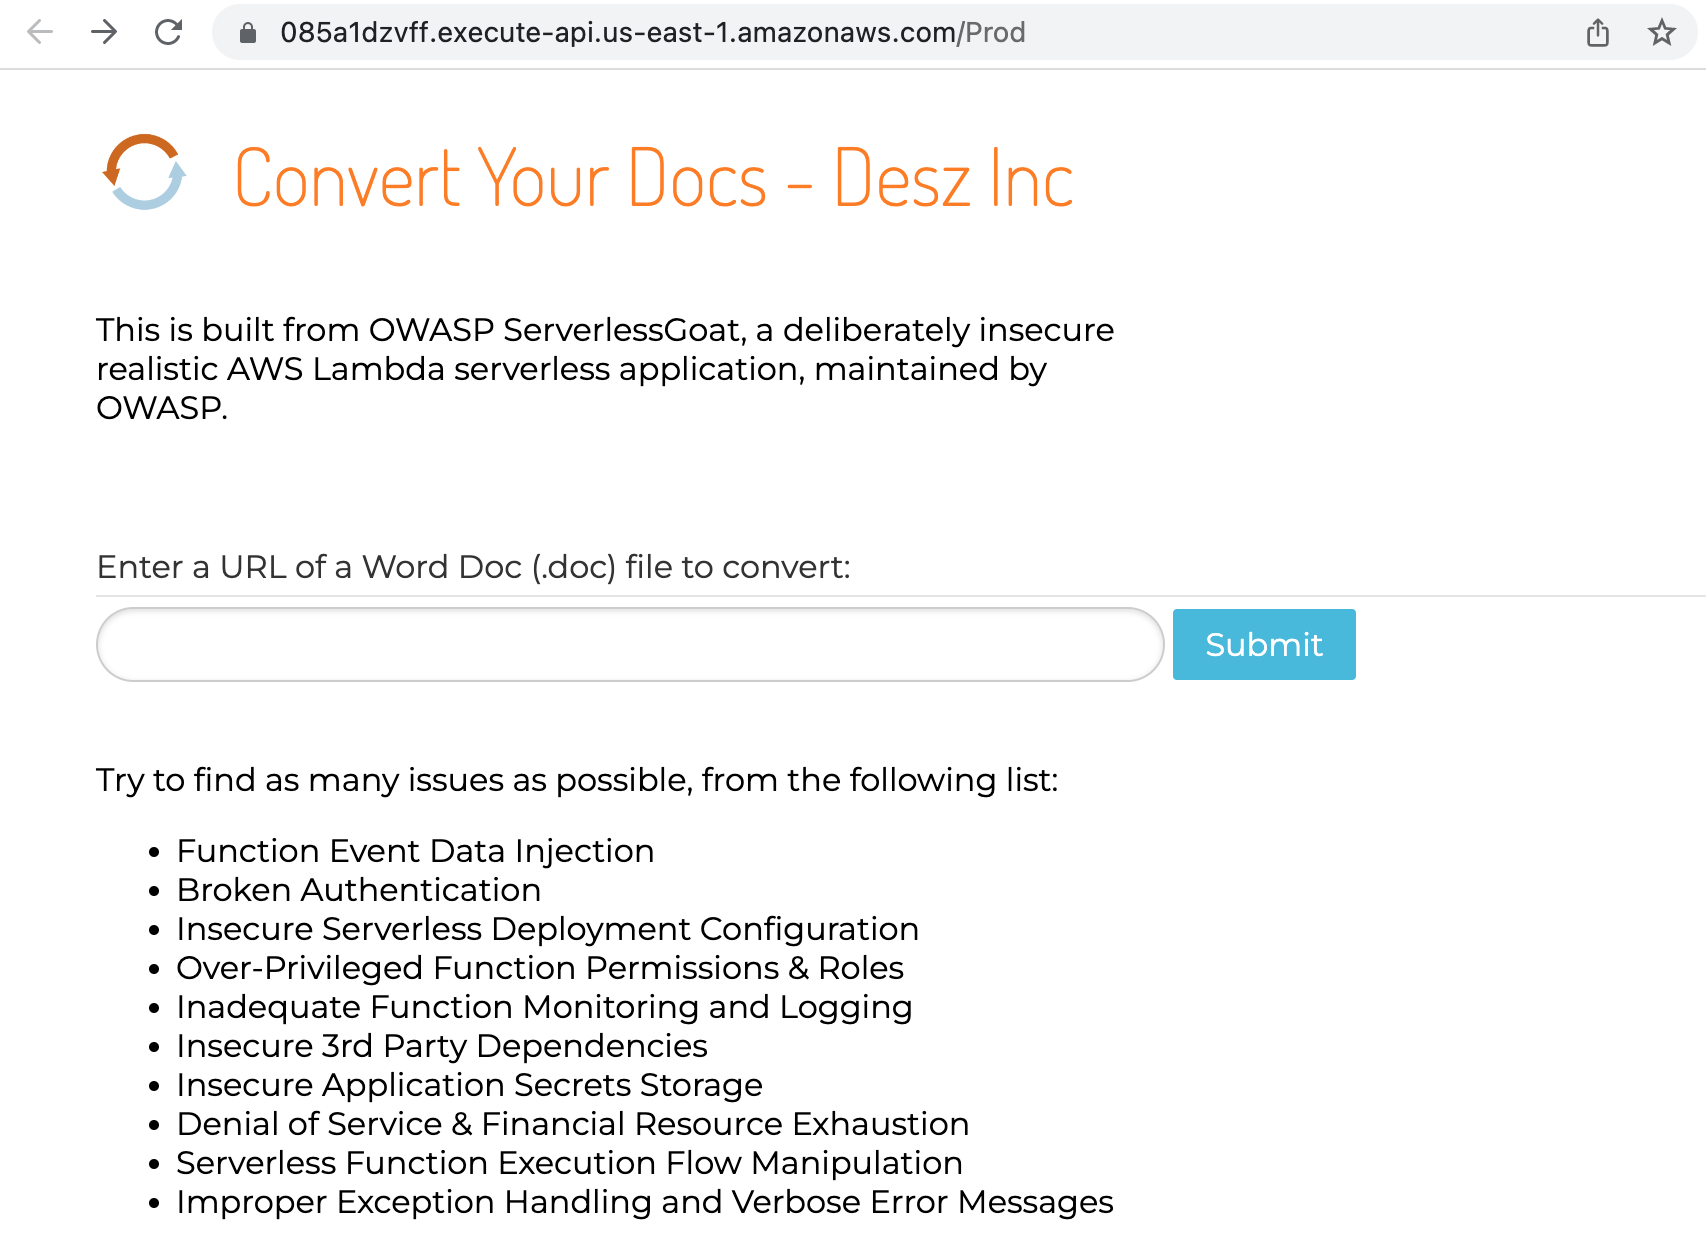 085a1dzvff.execute-api.us-east-1.amazonaws.com/Prod
Convert Your Docs - Desz Inc
This is built from OWASP ServerlessGoat, a deliberately insecure
realistic AWS Lambda serverless application, maintained by
OWASP.
Enter a URL of a Word Doc (.doc) file to convert:
Submit
Try to find as many issues as possible, from the following list:
• Function Event Data Injection
• Broken Authentication
• Insecure Serverless Deployment Configuration
• Over-Privileged Function Permissions & Roles
• Inadequate Function Monitoring and Logging
• Insecure 3rd Party Dependencies
• Insecure Application Secrets Storage
• Denial of Service & Financial Resource Exhaustion
• Serverless Function Execution Flow Manipulation
• Improper Exception Handling and Verbose Error Messages